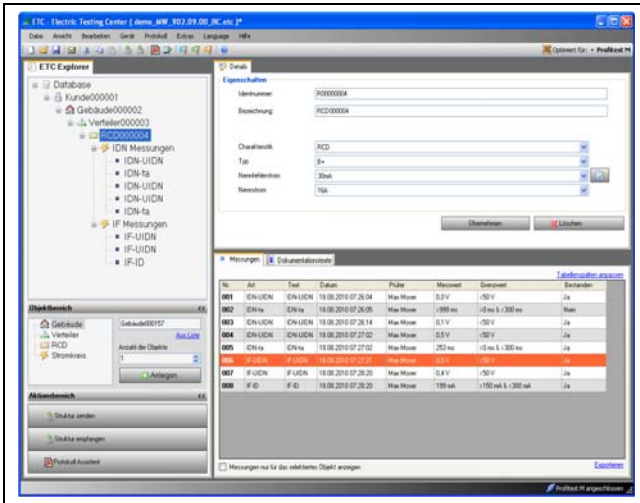 ETC - Electric Testing Center ( demo_MW_V02.09.00_BC.etc )*
Datei Ansicht Bearbeiten Gerät Protokoll Extras Language Hilfe
Optimiert für: Profitest M
ETC Explorer
Database
Kunde000001
Gebäude000002
Verteiler000003
RCD000004
IDN Messungen
IDN-UIDN
IDN-ta
IDN-UIDN
IDN-UIDN
IDN-ta
IF Messungen
IF-UIDN
IF-UIDN
IF-ID
Objektbereich
Gebäude
Verteiler
RCD
Stromkreis
Gebäude000157
Aus Liste
Anzahl der Objekte
1
Anlegen
Aktionsbereich
Struktur senden
Struktur empfangen
Protokoll Assistent
Details
Eigenschaften
Identnummer:
Bezeichnung: RCD000004
Charakteristik RCD
Typ B+
Nennfehlerstrom 30mA
Nennstrom 16A
Übernehmen Löschen
Messungen Dokumentationstexte
Tabellenspalten anpassen
Nr. Art Test Datum Prüfer Messwert Grenzwert Bestanden
001 IDN-UIDN IDN-UIDN 18.08.2010 07:26:04 Max Moser 0,0 V <50 V Ja
002 IDN-ta IDN-ta 18.08.2010 07:26:05 Max Moser >999 ms >0 ms & <300 ms Nein
003 IDN-UIDN IDN-UIDN 18.08.2010 07:26:14 Max Moser 0,1 V <50 V Ja
004 IDN-UIDN IDN-UIDN 18.08.2010 07:27:02 Max Moser 0,5 V <50 V Ja
005 IDN-ta IDN-ta 18.08.2010 07:27:02 Max Moser 253 ms >0 ms & <300 ms Ja
006 IF-UIDN IF-UIDN 18.08.2010 07:27:21 Max Moser 0,5 V <50 V Ja
007 IF-UIDN IF-UIDN 18.08.2010 07:28:20 Max Moser 0,4 V <50 V Ja
008 IF-ID IF-ID 18.08.2010 07:28:20 Max Moser 199 mA >150 mA & <300 mA Ja
Messungen nur für das selektiertes Objekt anzeigen
Exportieren
Profitest M angeschlossen